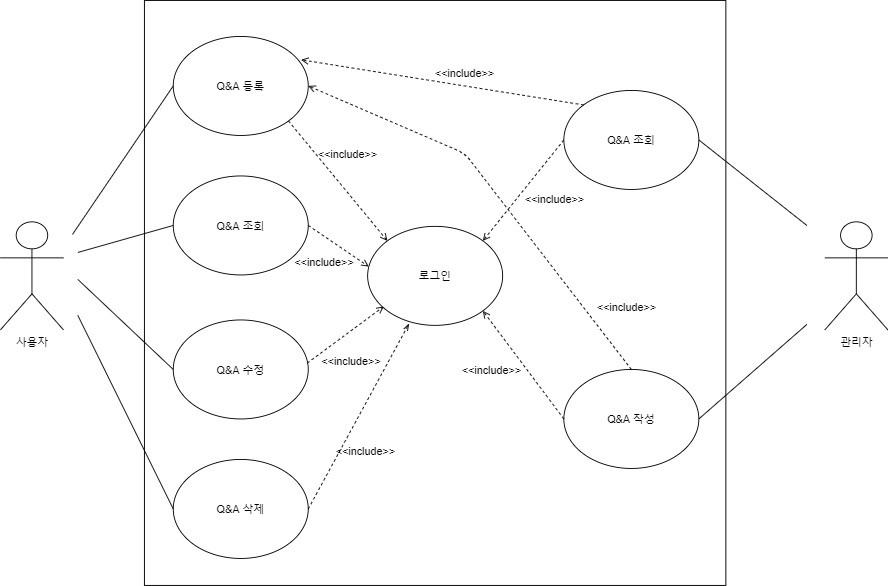 Q&A 등록
<<include>>
<<include>>
Q&A 조회
Q&A 조회
<<include>>
<<include>>
로그인
<<include>>
사용자
관리자
<<include>>
Q&A 수정
<<include>>
Q&A 작성
<<include>>
Q&A 삭제